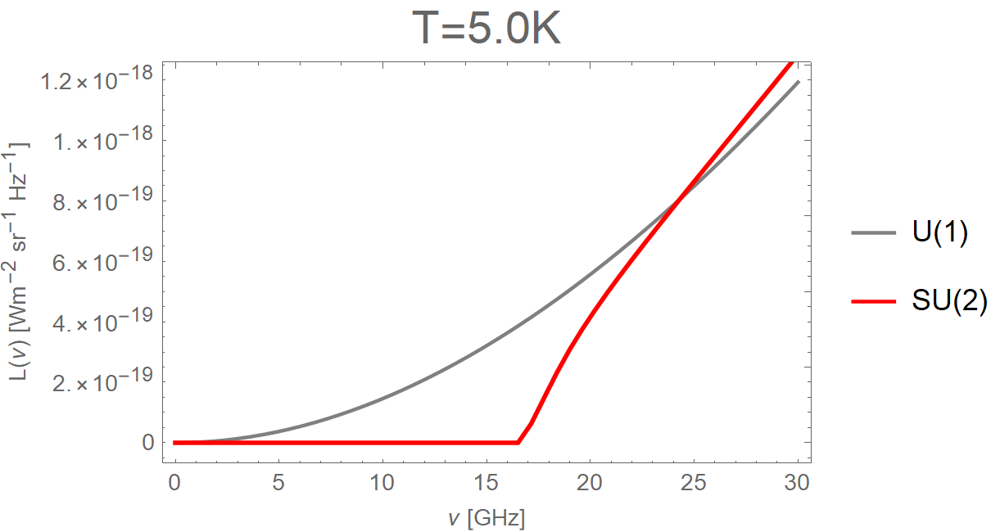 T=5.0K
L(ν) [Wm⁻² sr⁻¹ Hz⁻¹]
1.2×10⁻¹⁸
1.×10⁻¹⁸
8.×10⁻¹⁹
6.×10⁻¹⁹
4.×10⁻¹⁹
2.×10⁻¹⁹
0
0 5 10 15 20 25 30
ν [GHz]
U(1)
SU(2)